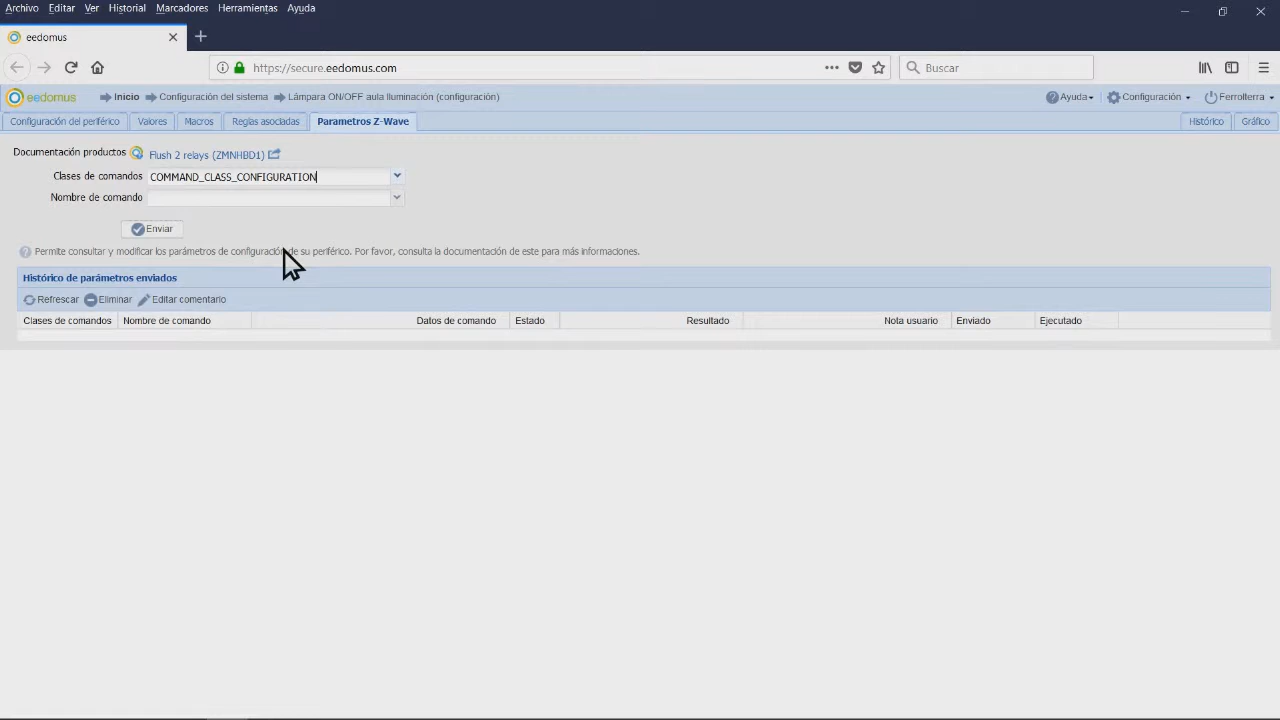 Archivo Editar Ver Historial Marcadores Herramientas Ayuda
eedomus
https://secure.eedomus.com
Buscar
eedomus Inicio Configuración del sistema Lámpara ON/OFF aula Iluminación (configuración) Ayuda Configuración Ferrolterra
Configuración del periférico Valores Macros Reglas asociadas Parametros Z-Wave Histórico Gráfico
Documentación productos Flush 2 relays (ZMNHBD1)
Clases de comandos COMMAND_CLASS_CONFIGURATION
Nombre de comando
Enviar
Permite consultar y modificar los parámetros de configuración de su periférico. Por favor, consulta la documentación de este para más informaciones.
Histórico de parámetros enviados
Refrescar Eliminar Editar comentario
Clases de comandos Nombre de comando Datos de comando Estado Resultado Nota usuario Enviado Ejecutado